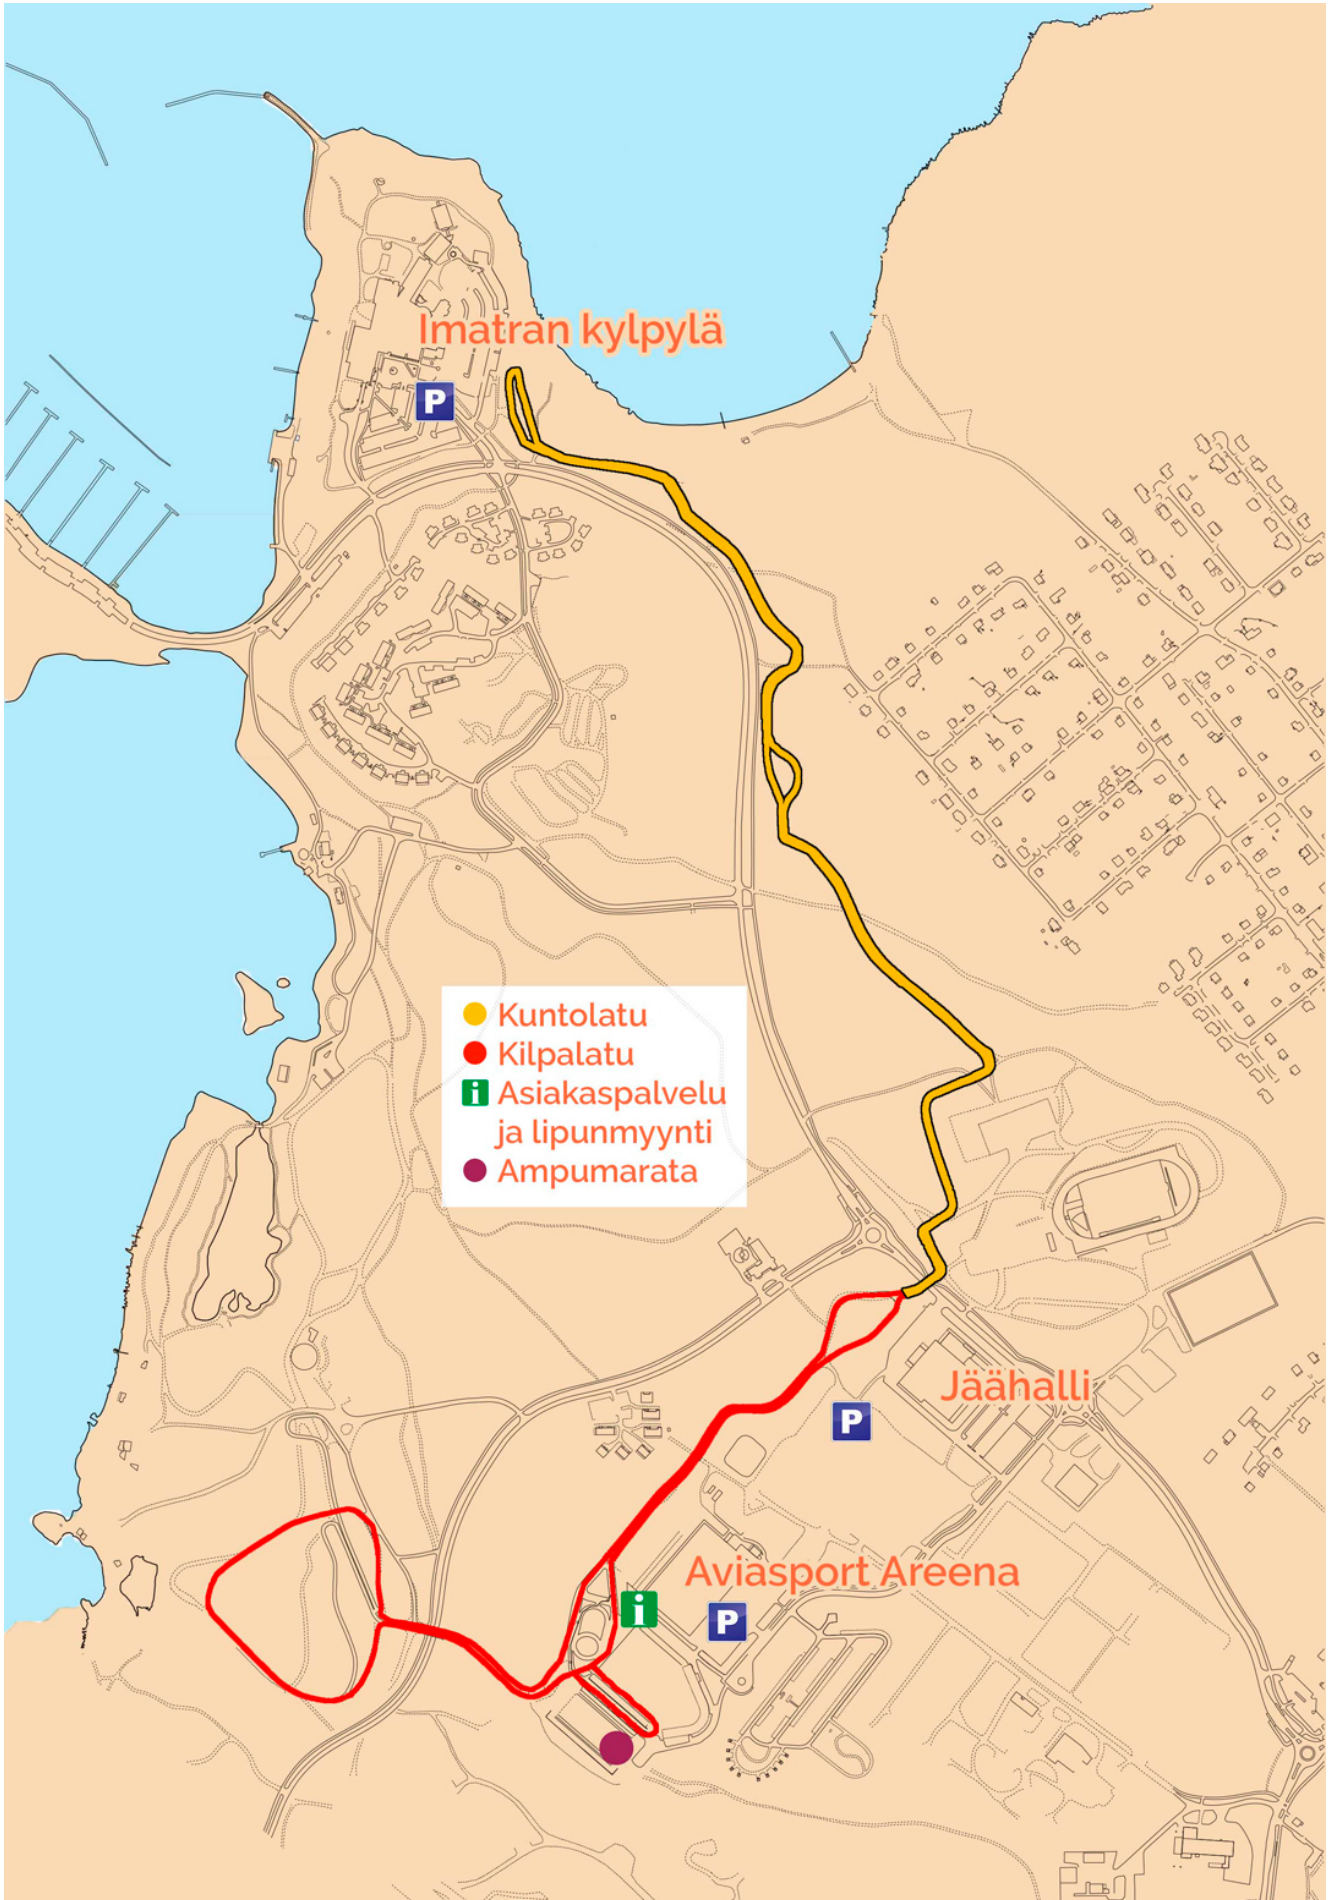 Imatran kylpylä
P
Kuntolatu
Kilpalatu
i Asiakaspalvelu
ja lipunmyynti
Ampumarata
Jäähalli
P
Aviasport Areena
i
P